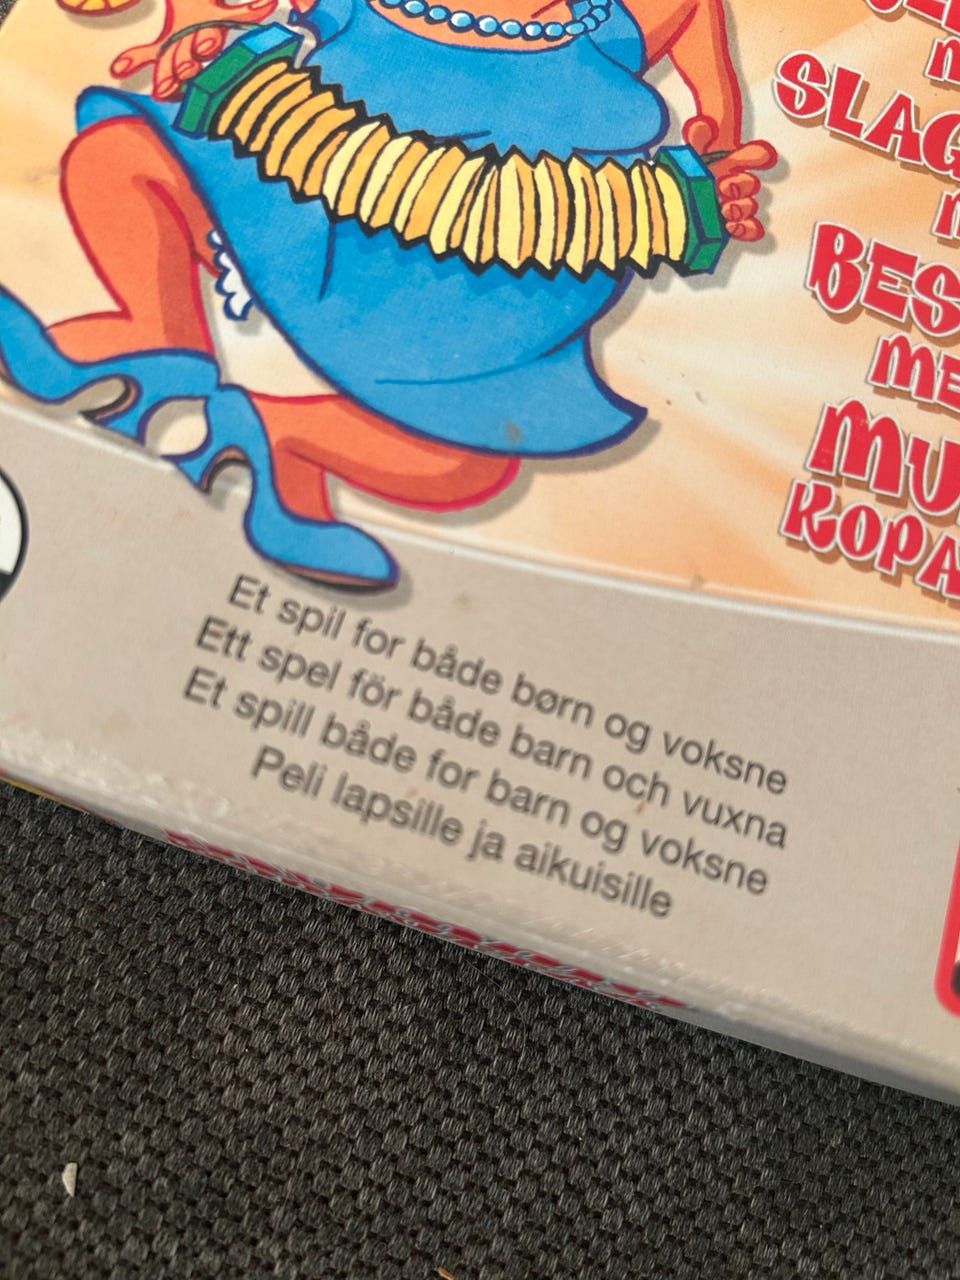 SLAG
BES
ME
MU
KOPA
Et spil for både børn og voksne
Ett spel för både barn och vuxna
Et spill både for barn og voksne
Peli lapsille ja aikuisille